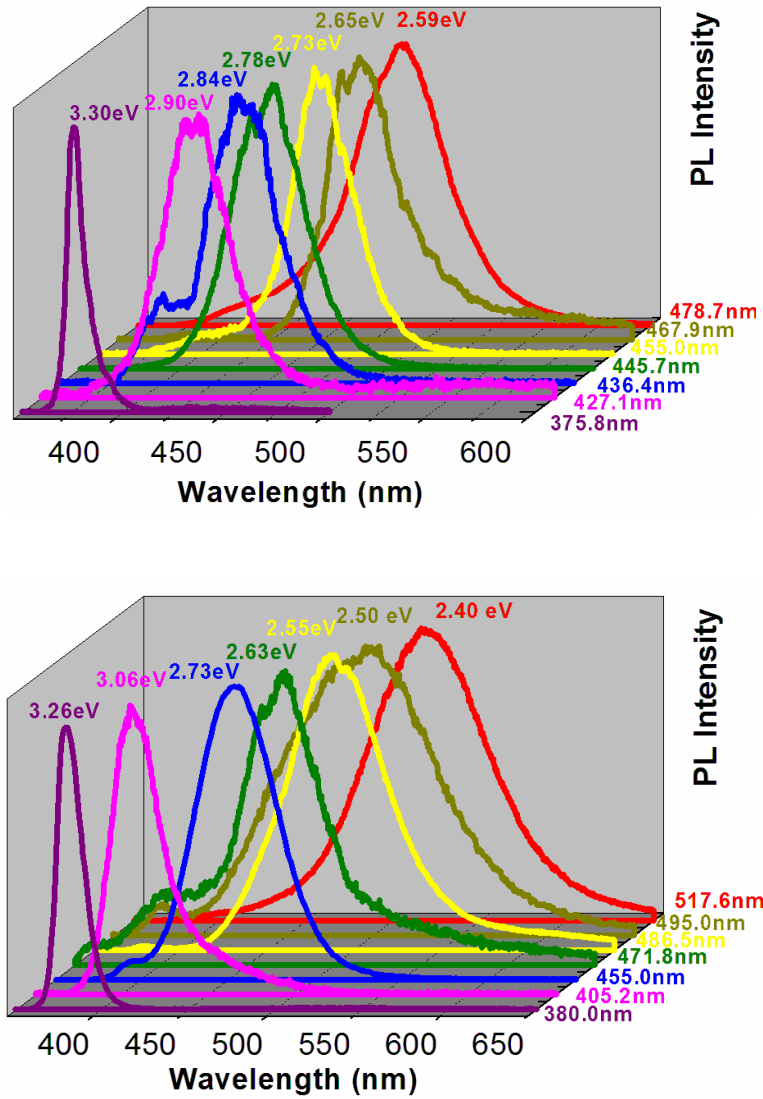 2.65eV 2.59eV
2.73eV
2.78eV
2.84eV
2.90eV
3.30eV
PL Intensity
478.7nm
467.9nm
455.0nm
445.7nm
436.4nm
427.1nm
375.8nm
400 450 500 550 600
Wavelength (nm)
2.40 eV
2.50 eV
2.55eV
2.63eV
2.73eV
3.06eV
3.26eV
PL Intensity
517.6nm
495.0nm
486.5nm
471.8nm
455.0nm
405.2nm
380.0nm
400 450 500 550 600 650
Wavelength (nm)